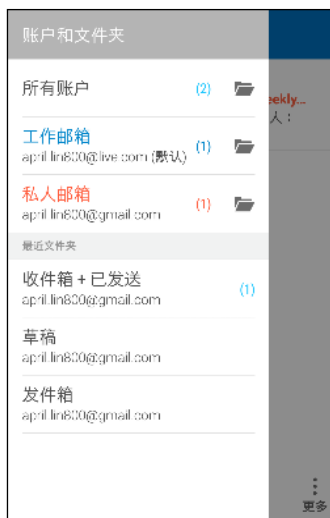 账户和文件夹
所有账户 (2)
eekly...
人：
工作邮箱 (1)
april.lin800@live.com (默认)
私人邮箱 (1)
april.lin800@gmail.com
最近文件夹
收件箱 + 已发送 (1)
april.lin800@gmail.com
草稿
april.lin800@gmail.com
发件箱
april.lin800@gmail.com
更多